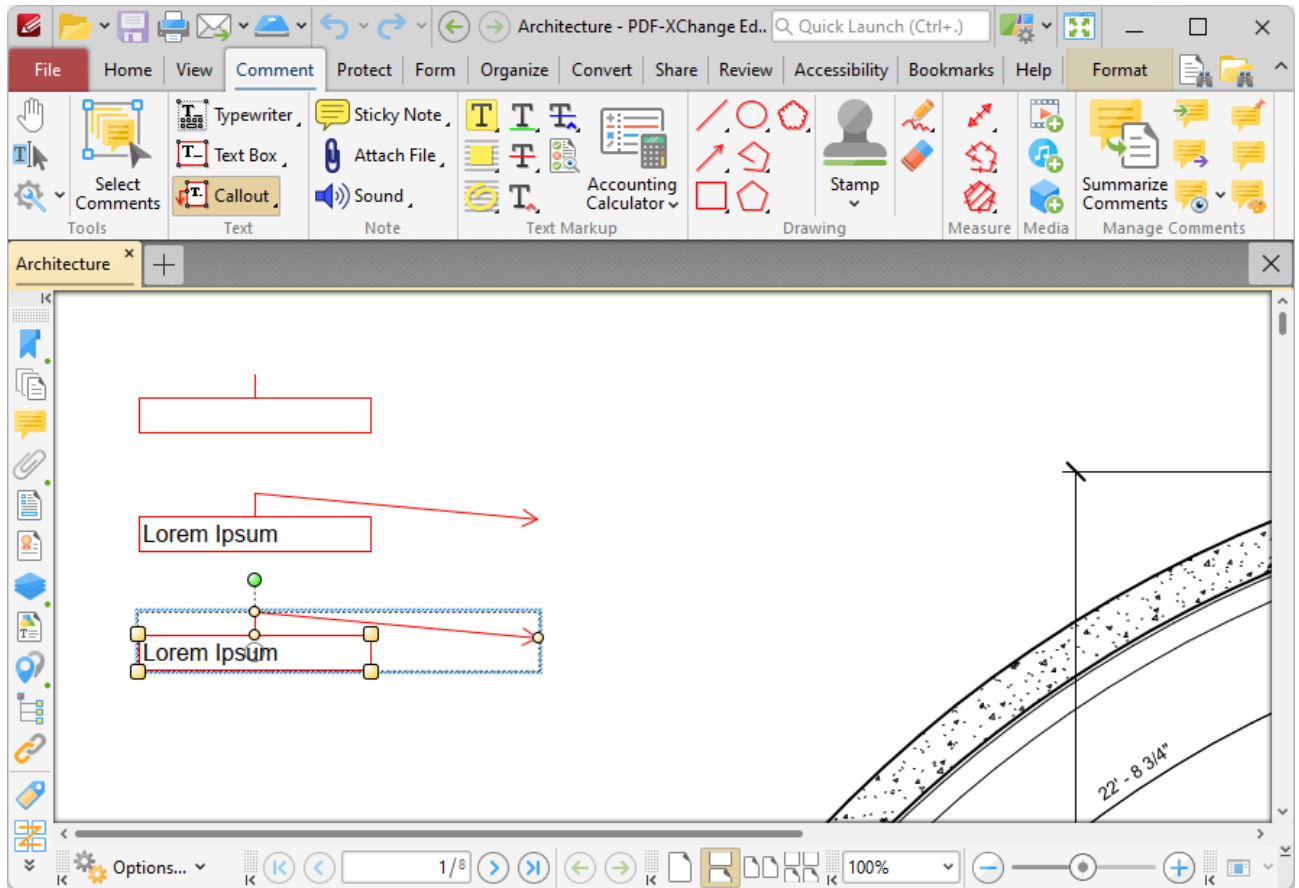 Architecture - PDF-XChange Ed..
Quick Launch (Ctrl+.)
File Home View Comment Protect Form Organize Convert Share Review Accessibility Bookmarks Help Format
Typewriter
Text Box
Callout
Sticky Note
Attach File
Sound
Select
Comments
Accounting
Calculator
Stamp
Summarize
Comments
Tools Text Note Text Markup Drawing Measure Media Manage Comments
Architecture
Lorem Ipsum
Lorem Ipsum
22' - 8 3/4"
Options...
1/8
100%